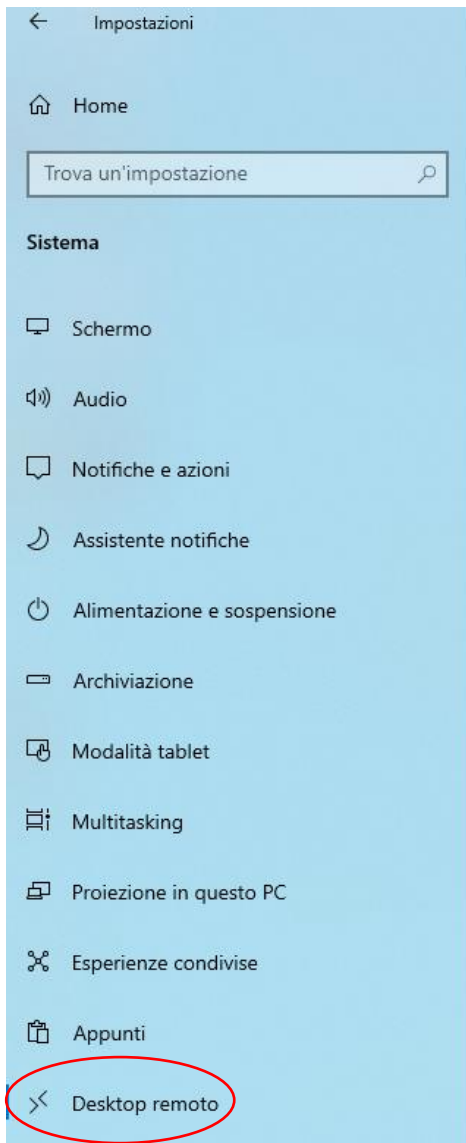 Impostazioni
Home
Trova un'impostazione
Sistema
Schermo
Audio
Notifiche e azioni
Assistente notifiche
Alimentazione e sospensione
Archiviazione
Modalità tablet
Multitasking
Proiezione in questo PC
Esperienze condivise
Appunti
Desktop remoto